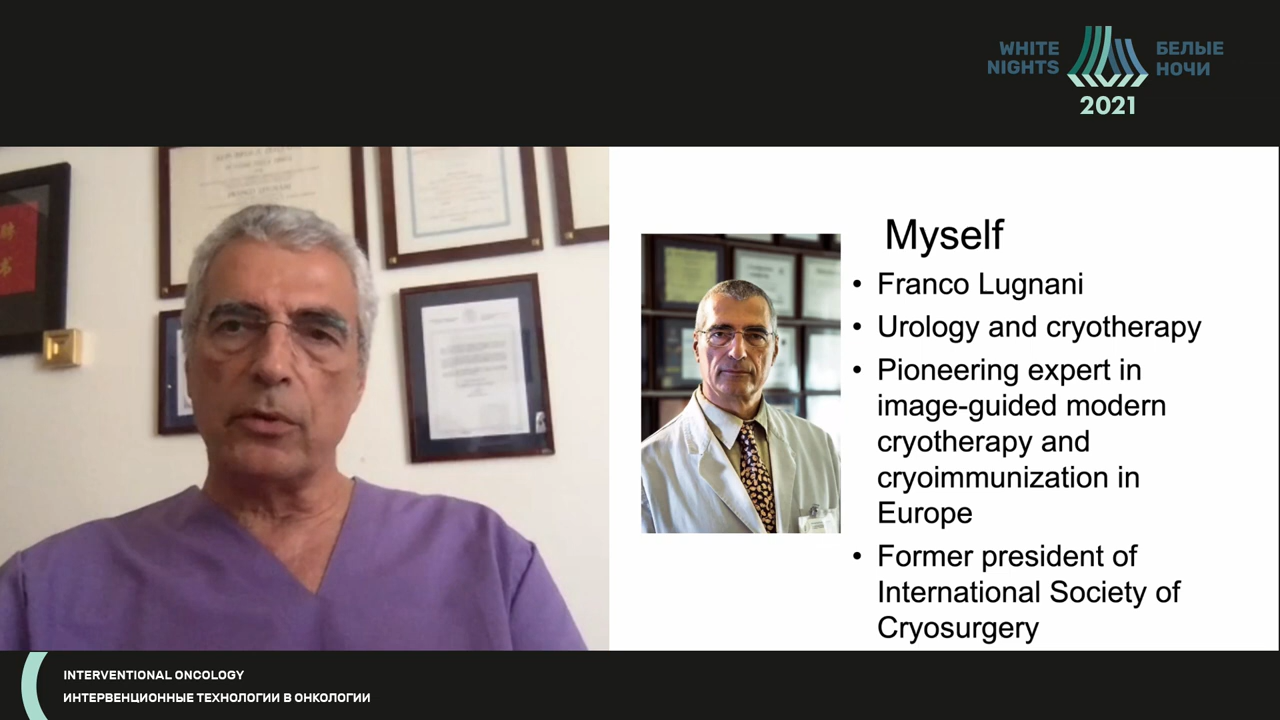 WHITE
NIGHTS
БЕЛЫЕ
НОЧИ
2021
Myself
• Franco Lugnani
• Urology and cryotherapy
• Pioneering expert in
image-guided modern
cryotherapy and
cryoimmunization in
Europe
• Former president of
International Society of
Cryosurgery
INTERVENTIONAL ONCOLOGY
ИНТЕРВЕНЦИОННЫЕ ТЕХНОЛОГИИ В ОНКОЛОГИИ